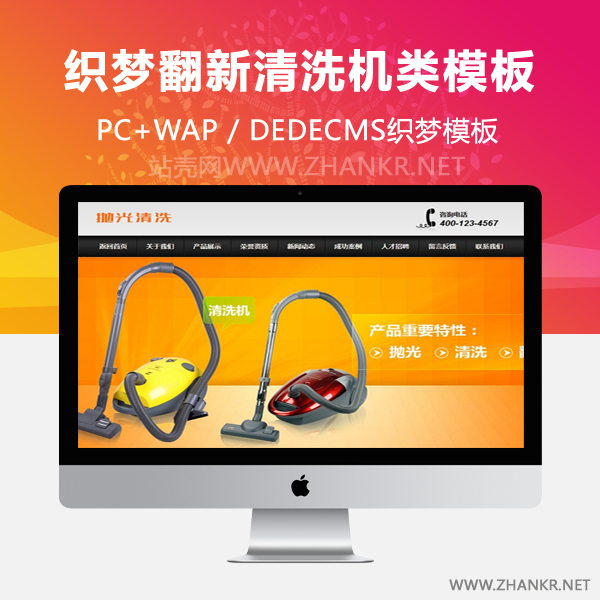 织梦翻新清洗机类模板
PC+WAP / DEDECMS织梦模板
站壳网WWW.ZHANKR.NET
抛光清洗
咨询电话
400-123-4567
返回首页 关于我们 产品展示 荣誉资质 新闻动态 成功案例 人才招聘 留言反馈 联系我们
清洗机
产品重要特性：
抛光 清洗
WWW.ZHANKR.NET